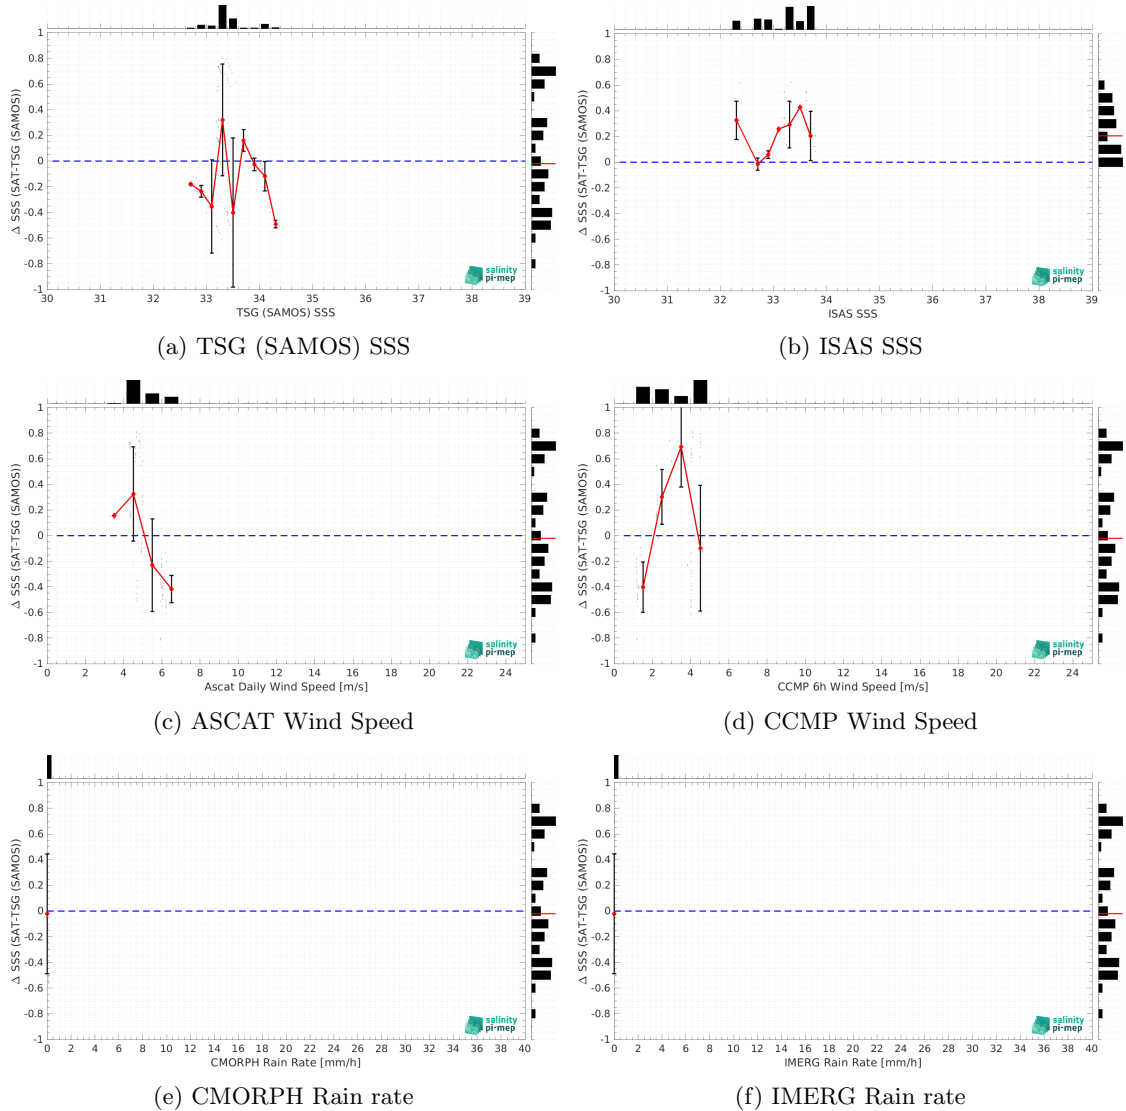 Δ SSS (SAT-TSG (SAMOS))
1
0.8
0.6
0.4
0.2
0
-0.2
-0.4
-0.6
-0.8
-1
30 31 32 33 34 35 36 37 38 39
TSG (SAMOS) SSS
salinity
pi-mep
(a) TSG (SAMOS) SSS
Δ SSS (SAT-TSG (SAMOS))
1
0.8
0.6
0.4
0.2
0
-0.2
-0.4
-0.6
-0.8
-1
30 31 32 33 34 35 36 37 38 39
ISAS SSS
salinity
pi-mep
(b) ISAS SSS
Δ SSS (SAT-TSG (SAMOS))
1
0.8
0.6
0.4
0.2
0
-0.2
-0.4
-0.6
-0.8
-1
0 2 4 6 8 10 12 14 16 18 20 22 24
Ascat Daily Wind Speed [m/s]
salinity
pi-mep
(c) ASCAT Wind Speed
Δ SSS (SAT-TSG (SAMOS))
1
0.8
0.6
0.4
0.2
0
-0.2
-0.4
-0.6
-0.8
-1
0 2 4 6 8 10 12 14 16 18 20 22 24
CCMP 6h Wind Speed [m/s]
salinity
pi-mep
(d) CCMP Wind Speed
Δ SSS (SAT-TSG (SAMOS))
1
0.8
0.6
0.4
0.2
0
-0.2
-0.4
-0.6
-0.8
-1
0 2 4 6 8 10 12 14 16 18 20 22 24 26 28 30 32 34 36 38 40
CMORPH Rain Rate [mm/h]
salinity
pi-mep
(e) CMORPH Rain rate
Δ SSS (SAT-TSG (SAMOS))
1
0.8
0.6
0.4
0.2
0
-0.2
-0.4
-0.6
-0.8
-1
0 2 4 6 8 10 12 14 16 18 20 22 24 26 28 30 32 34 36 38 40
IMERG Rain Rate [mm/h]
salinity
pi-mep
(f) IMERG Rain rate